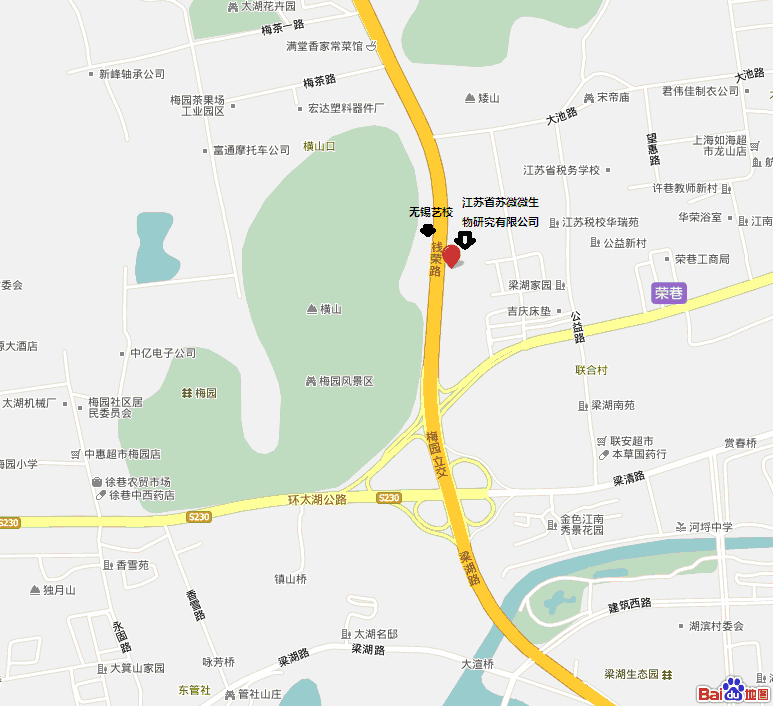 太湖花卉园
梅茶一路
满堂香家常菜馆
新峰轴承公司
梅茶路
大池路
君伟佳制衣公司
矮山
宋帝庙
梅园茶果场
工业园区
宏达塑料器件厂
大池路
望惠路
上海如海超
市龙山店
富通摩托车公司
横山口
航
江苏省税务学校
许巷教师新村
江苏省苏微微生
物研究有限公司
无锡艺校
华荣浴室
江南
江苏税校华瑞苑
公益新村
钱荣路
荣巷工商局
委会
梁湖家园
荣巷
横山
吉庆床垫
公益路
源大酒店
中亿电子公司
联合村
梅园风景区
梅园
太湖机械厂
梅园社区居
民委员会
梁湖南苑
梅园立交
联安超市
本草国药行
赏春桥
中惠超市梅园店
梅园小学
徐巷农贸市场
徐巷中西药店
梁清路
环太湖公路
S230
S230
S230
金色江南
秀景花园
河埒中学
香雪苑
梁湖路
独月山
镇山桥
香雪路
建筑西路
永固路
太湖名邸
湖滨村委会
梁湖路
梁湖路
咏芳桥
大渲桥
大箕山家园
梁湖生态园
湖
东管社
管社山庄
Bai du 地图